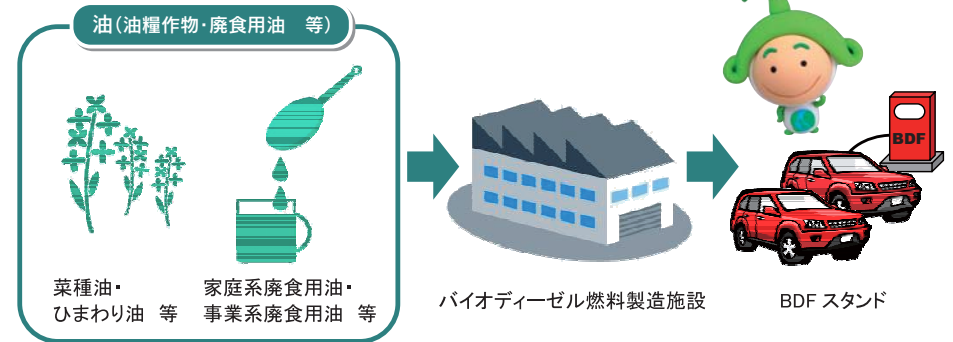 油(油糧作物・廃食用油　等)
菜種油・
ひまわり油　等
家庭系廃食用油・
事業系廃食用油　等
バイオディーゼル燃料製造施設
BDF
BDF スタンド